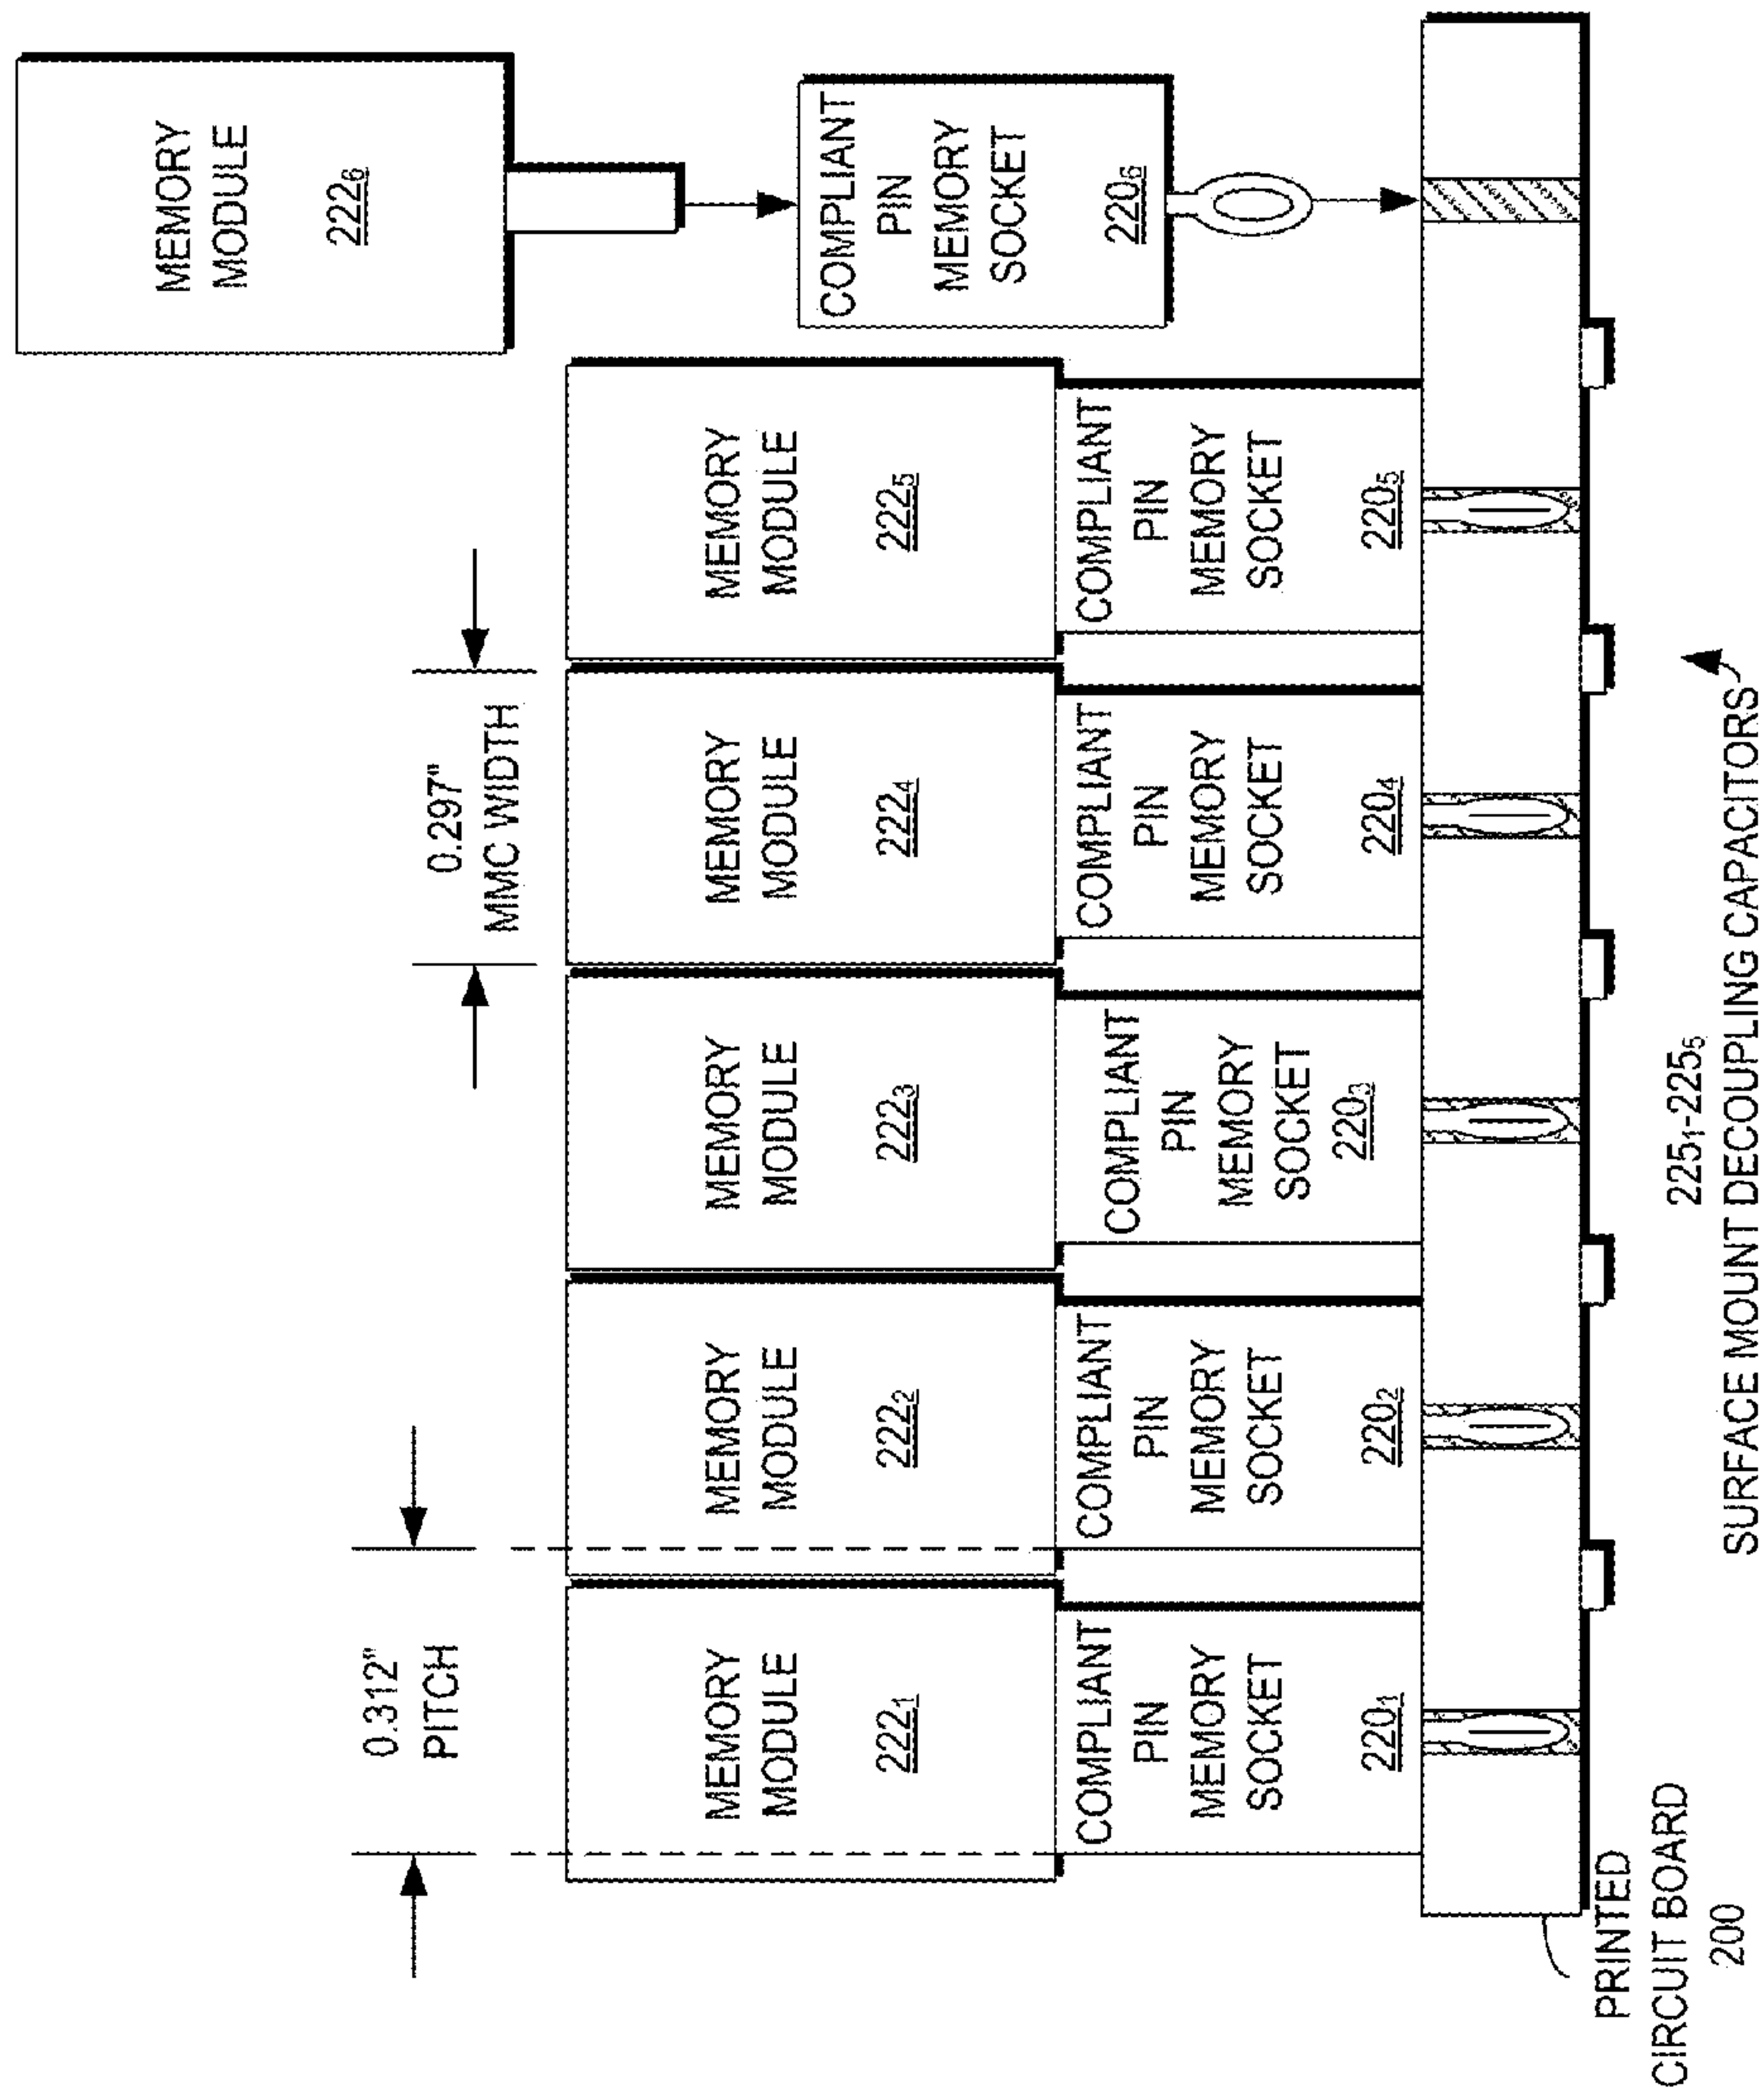 0.312"
PITCH
0.297"
MMC WIDTH
MEMORY
MODULE
222₁
MEMORY
MODULE
222₂
MEMORY
MODULE
222₃
MEMORY
MODULE
222₄
MEMORY
MODULE
222₅
MEMORY
MODULE
222₆
COMPLIANT
PIN
MEMORY
SOCKET
220₁
COMPLIANT
PIN
MEMORY
SOCKET
220₂
COMPLIANT
PIN
MEMORY
SOCKET
220₃
COMPLIANT
PIN
MEMORY
SOCKET
220₄
COMPLIANT
PIN
MEMORY
SOCKET
220₅
COMPLIANT
PIN
MEMORY
SOCKET
220₆
PRINTED
CIRCUIT BOARD
200
225₁-225₅
SURFACE MOUNT DECOUPLING CAPACITORS